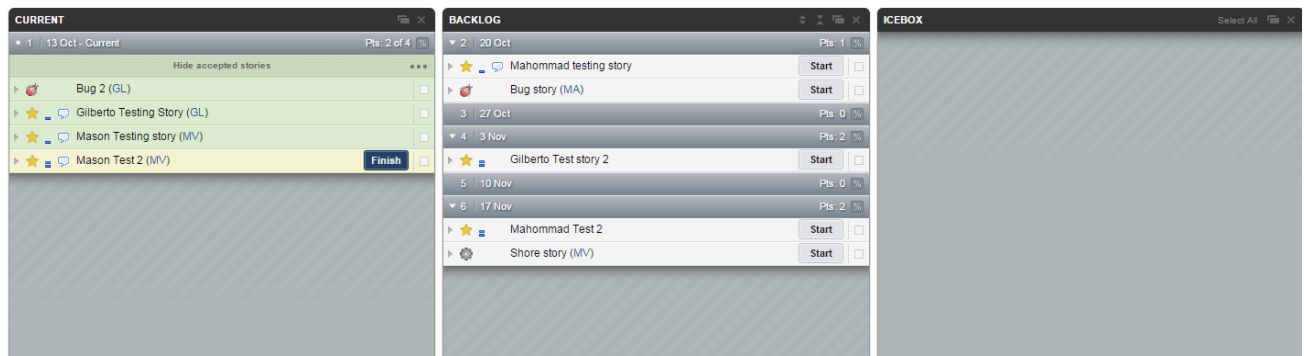 CURRENT
1 13 Oct - Current Pts: 2 of 4 %
Hide accepted stories
Bug 2 (GL)
Gilberto Testing Story (GL)
Mason Testing story (MV)
Mason Test 2 (MV) Finish
BACKLOG
2 20 Oct Pts: 1 %
Mahommad testing story Start
Bug story (MA) Start
3 27 Oct Pts: 0 %
4 3 Nov Pts: 2 %
Gilberto Test story 2 Start
5 10 Nov Pts: 0 %
6 17 Nov Pts: 2 %
Mahommad Test 2 Start
Shore story (MV) Start
ICEBOX Select All